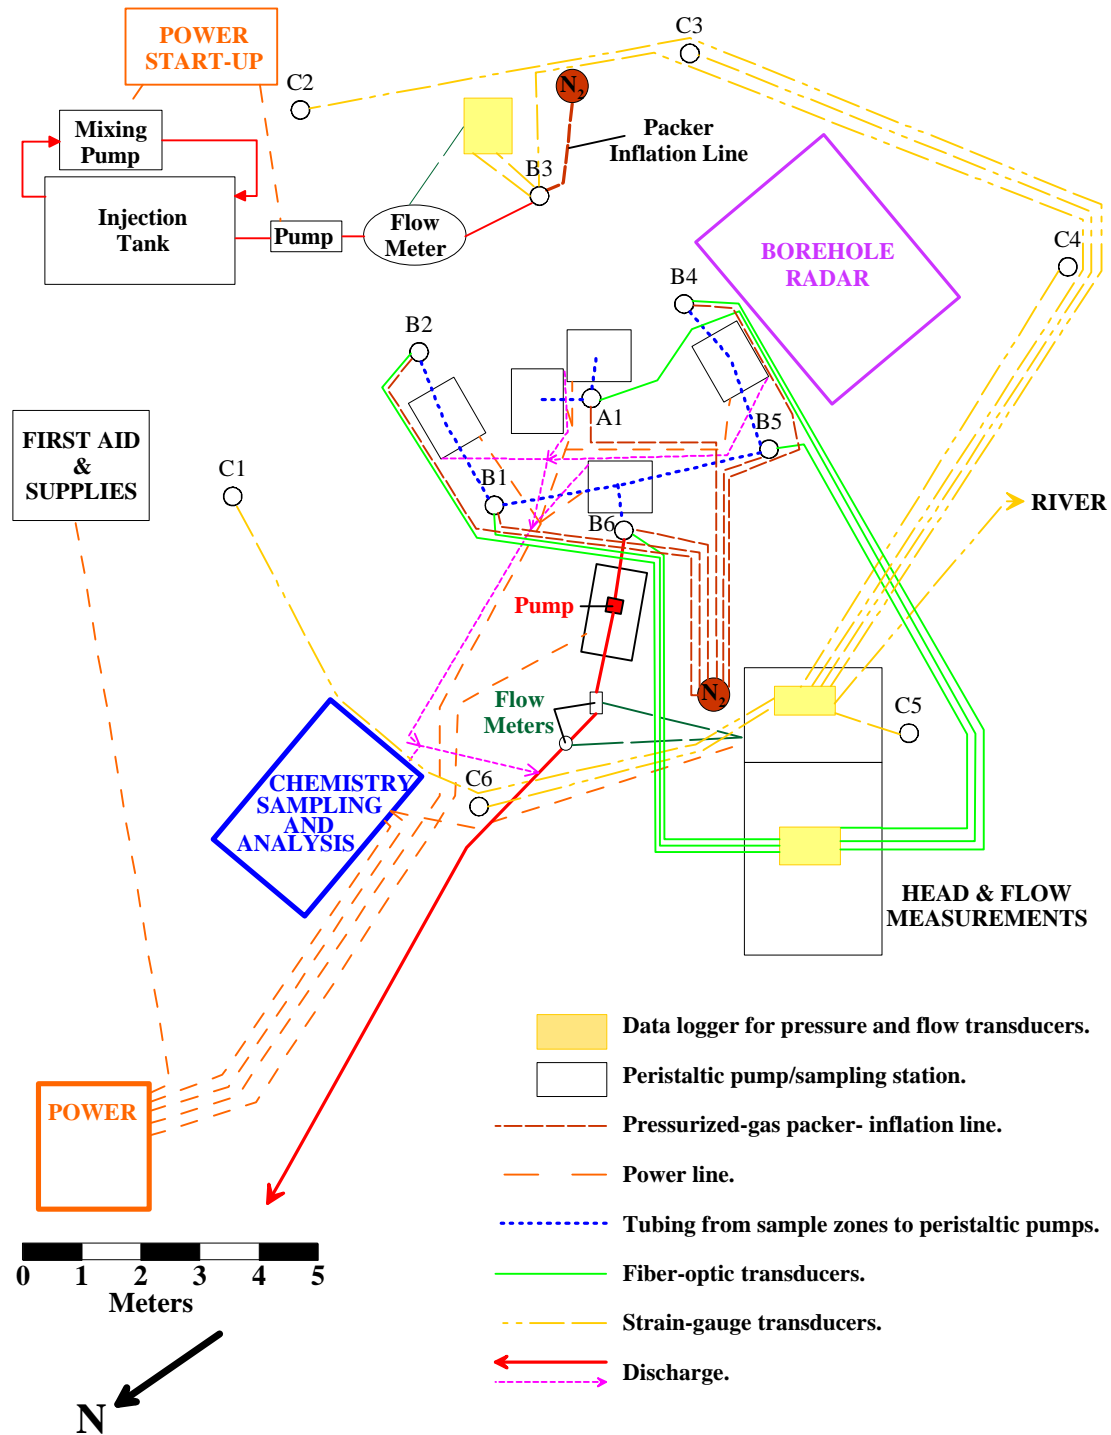 POWER
START-UP
C2
C3
N2
Mixing
Pump
Packer
Inflation Line
B3
Injection
Tank
Pump
Flow
Meter
C4
BOREHOLE
RADAR
B4
B2
A1
B5
FIRST AID
&
SUPPLIES
C1
B1
B6
RIVER
Pump
N2
Flow
Meters
C5
C6
CHEMISTRY
SAMPLING
AND
ANALYSIS
HEAD & FLOW
MEASUREMENTS
POWER
Data logger for pressure and flow transducers.
Peristaltic pump/sampling station.
Pressurized-gas packer- inflation line.
Power line.
Tubing from sample zones to peristaltic pumps.
Fiber-optic transducers.
Strain-gauge transducers.
Discharge.
0 1 2 3 4 5
Meters
N